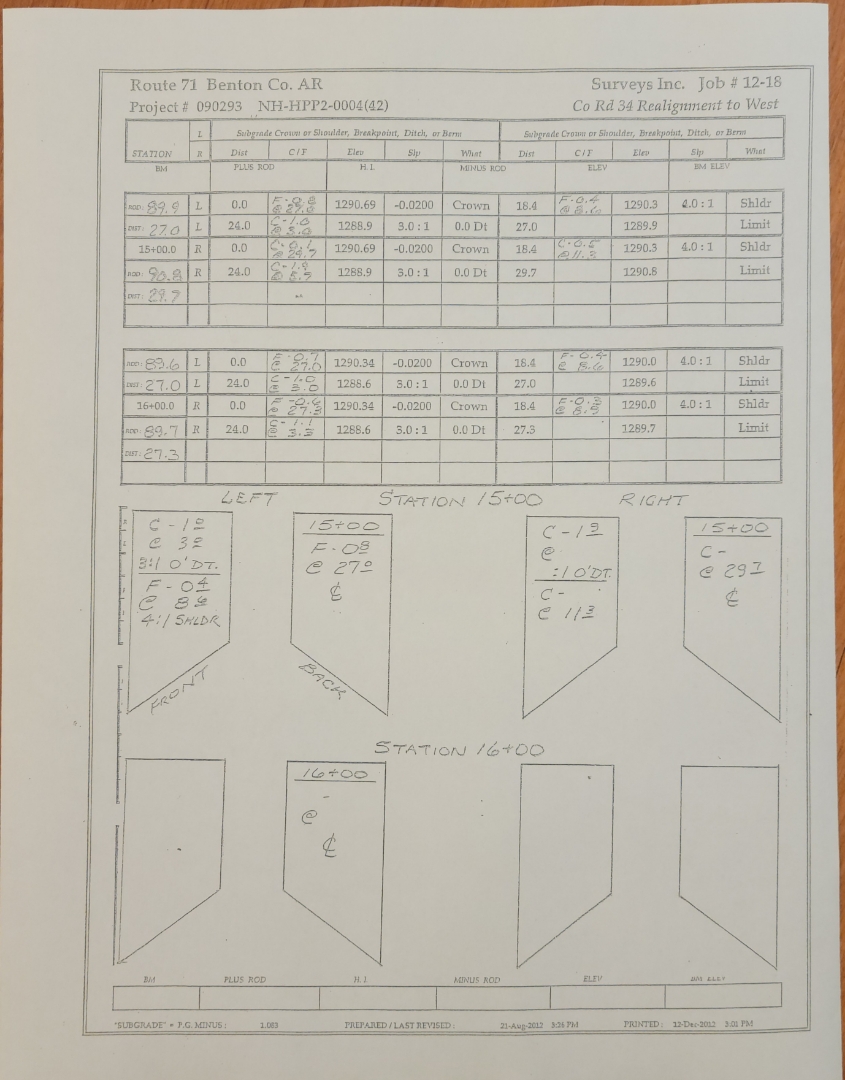 Route 71 Benton Co. AR Surveys Inc. Job # 12-18
Project # 090293 NH-HPP2-0004(42) Co Rd 34 Realignment to West
L Subgrade Crown or Shoulder, Breakpoint, Ditch, or Berm Subgrade Crown or Shoulder, Breakpoint, Ditch, or Berm
STATION R Dist C/F Elev Slp What Dist C/F Elev Slp What
BM PLUS ROD H. I. MINUS ROD ELEV BM ELEV
ROD: 89.9 L 0.0 F-0.8 @ 27.0 1290.69 -0.0200 Crown 18.4 F-0.4 @ 8.6 1290.3 4.0 : 1 Shldr
DIST: 27.0 L 24.0 C-1.0 @ 3.0 1288.9 3.0 : 1 0.0 Dt 27.0 1289.9 Limit
15+00.0 R 0.0 C-0.1 @ 29.7 1290.69 -0.0200 Crown 18.4 C-0.5 @ 11.3 1290.3 4.0 : 1 Shldr
ROD: 90.8 R 24.0 C-1.9 @ 5.7 1288.9 3.0 : 1 0.0 Dt 29.7 1290.8 Limit
DIST: 29.7
ROD: 89.6 L 0.0 F-0.7 @ 27.0 1290.34 -0.0200 Crown 18.4 F-0.4 @ 8.6 1290.0 4.0 : 1 Shldr
DIST: 27.0 L 24.0 C-1.0 @ 3.0 1288.6 3.0 : 1 0.0 Dt 27.0 1289.6 Limit
16+00.0 R 0.0 F-0.6 @ 27.3 1290.34 -0.0200 Crown 18.4 F-0.3 @ 8.9 1290.0 4.0 : 1 Shldr
ROD: 89.7 R 24.0 C-1.1 @ 3.3 1288.6 3.0 : 1 0.0 Dt 27.3 1289.7 Limit
DIST: 27.3
LEFT STATION 15+00 RIGHT
C-1 0
@ 3 0
3:1 0' DT.
F-0 4
@ 8 6
4:1 SHLDR
FRONT
15+00
F-0 8
@ 27 0
℄
BACK
C-1 9
@
:1 0' DT.
C-
@ 11 3
15+00
C-
@ 29 7
℄
STATION 16+00
16+00
-
@
℄
BM PLUS ROD H. I. MINUS ROD ELEV BM ELEV
"SUBGRADE" = P.G. MINUS : 1.083 PREPARED / LAST REVISED : 21-Aug-2012 3:26 PM PRINTED : 12-Dec-2012 3:01 PM